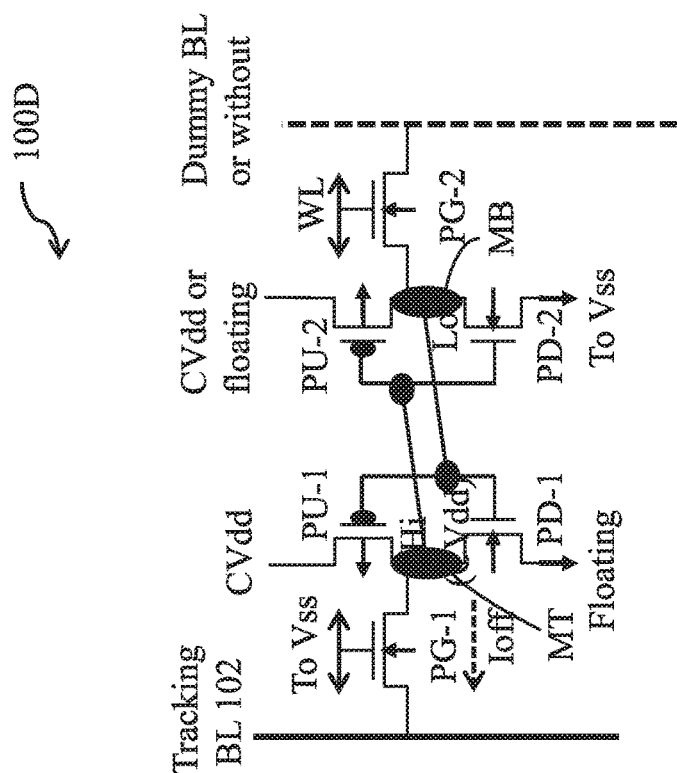 100D
Tracking
BL 102
Dummy BL
or without
CVdd
CVdd or
floating
To Vss
PU-1
PU-2
WL
Hi
Vdd)
Lo
PG-1
PG-2
MB
Ioff
MT
PD-1
PD-2
Floating
To Vss